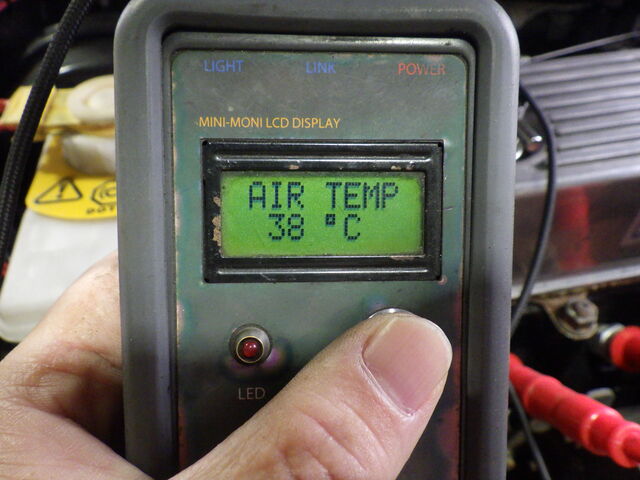 LIGHT LINK POWER
MINI-MONI LCD DISPLAY
AIR TEMP
38 °C
LED